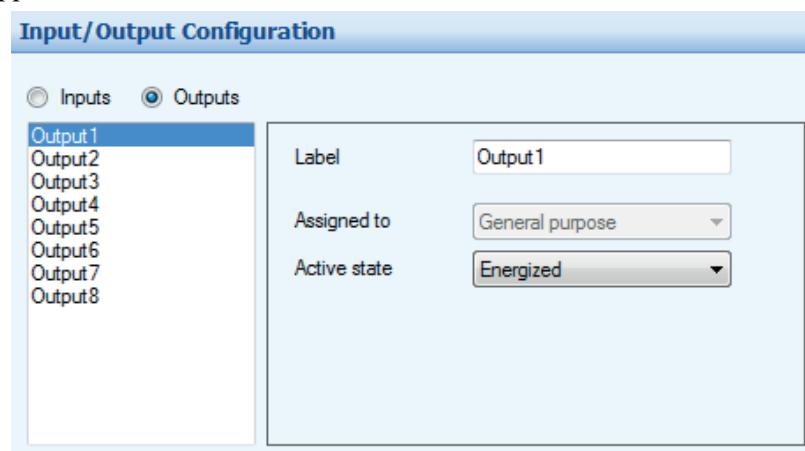 Input/Output Configuration
Inputs Outputs
Output1
Output2
Output3
Output4
Output5
Output6
Output7
Output8
Label Output1
Assigned to General purpose
Active state Energized